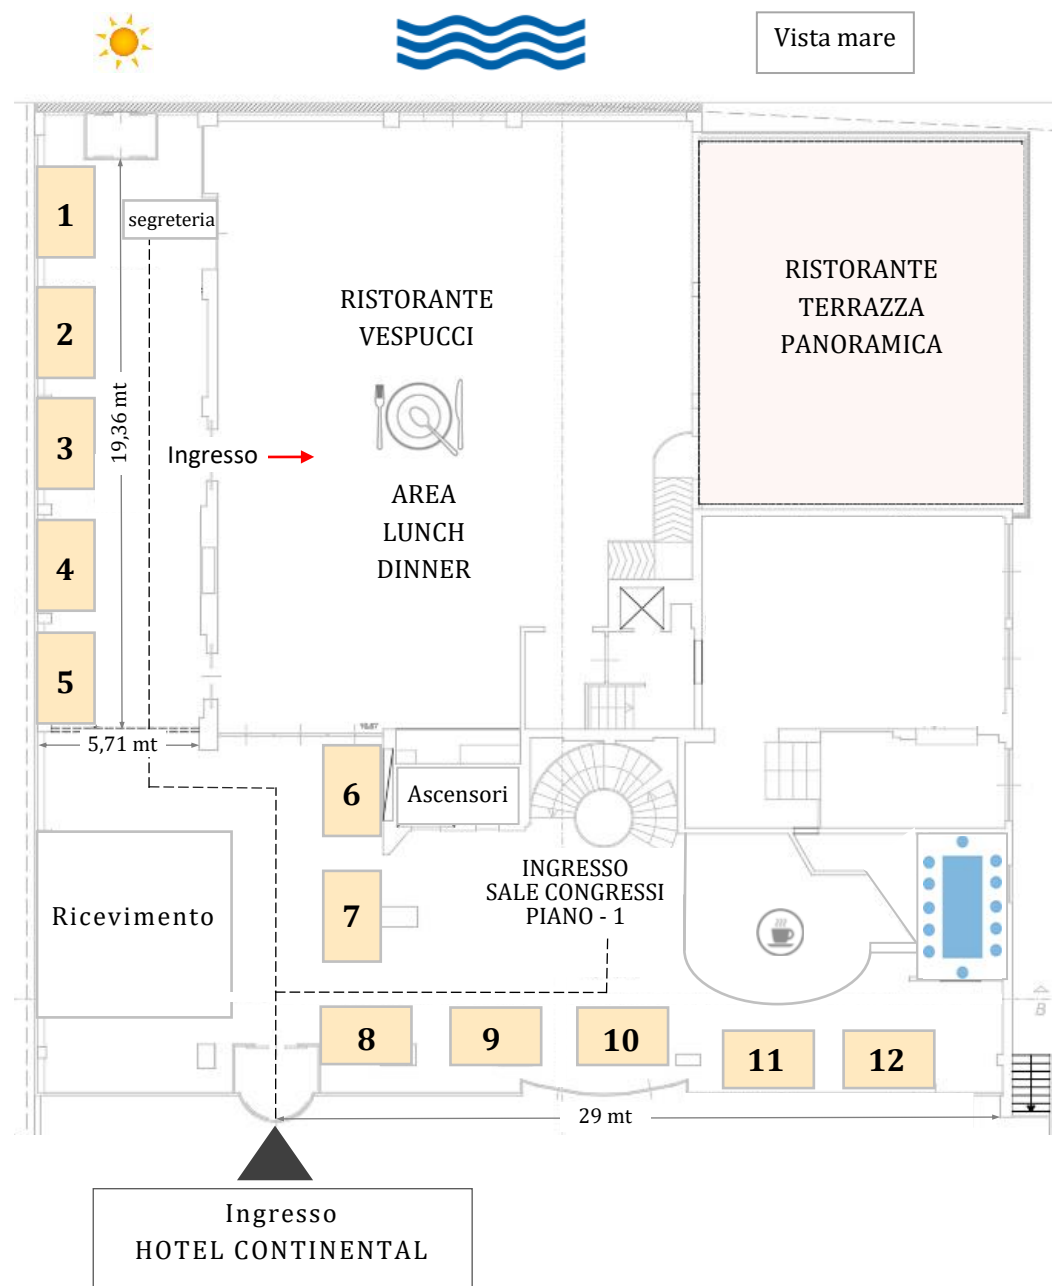 Vista mare
1
segreteria
2
3
4
5
19,36 mt
5,71 mt
RISTORANTE
VESPUCCI
Ingresso
AREA
LUNCH
DINNER
RISTORANTE
TERRAZZA
PANORAMICA
6
Ascensori
7
INGRESSO
SALE CONGRESSI
PIANO - 1
Ricevimento
8
9
10
11
12
B
29 mt
Ingresso
HOTEL CONTINENTAL